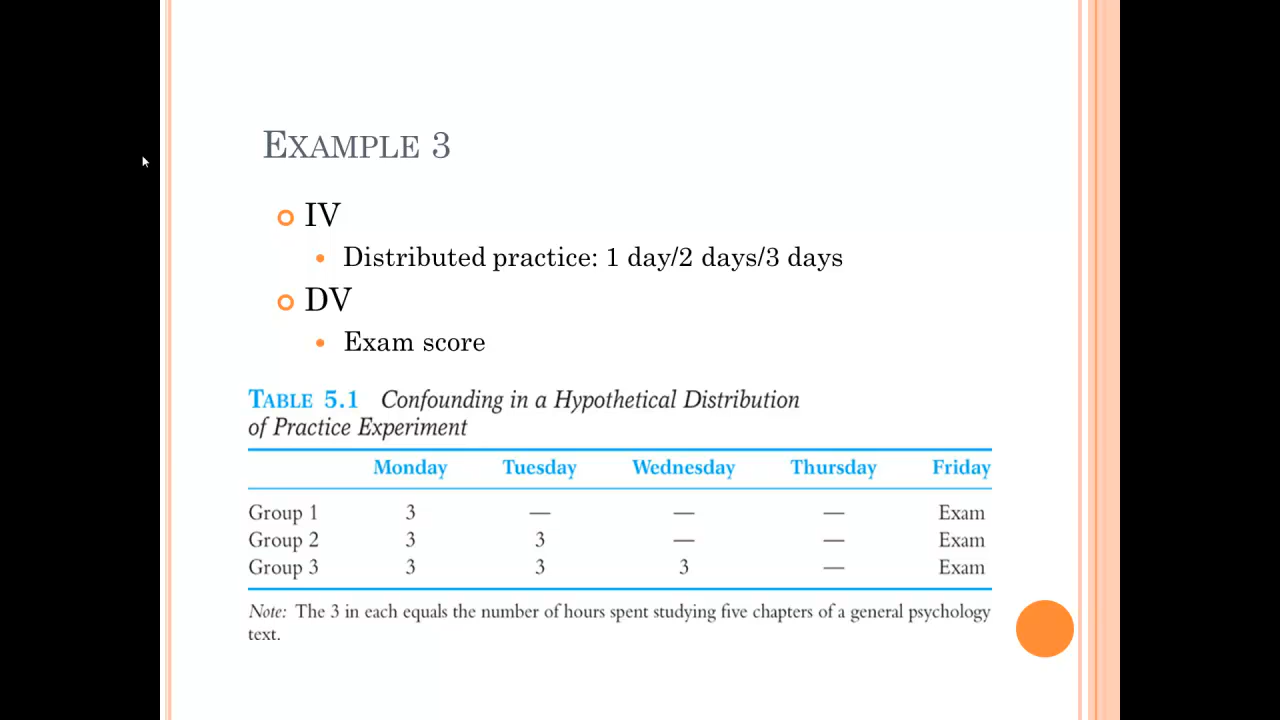 EXAMPLE 3
IV
Distributed practice: 1 day/2 days/3 days
DV
Exam score
TABLE 5.1 Confounding in a Hypothetical Distribution
of Practice Experiment
Monday Tuesday Wednesday Thursday Friday
Group 1 3 — — — Exam
Group 2 3 3 — — Exam
Group 3 3 3 3 — Exam
Note: The 3 in each equals the number of hours spent studying five chapters of a general psychology
text.